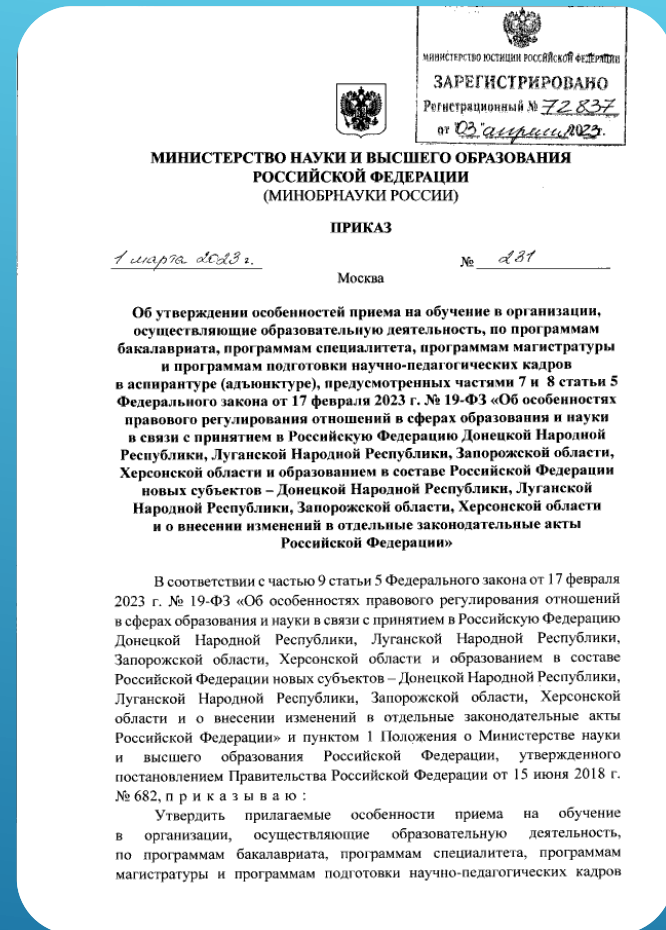 МИНИСТЕРСТВО ЮСТИЦИИ РОССИЙСКОЙ ФЕДЕРАЦИИ
ЗАРЕГИСТРИРОВАНО
Регистрационный № 72837
от "03" апреля 2023г.
МИНИСТЕРСТВО НАУКИ И ВЫСШЕГО ОБРАЗОВАНИЯ
РОССИЙСКОЙ ФЕДЕРАЦИИ
(МИНОБРНАУКИ РОССИИ)
ПРИКАЗ
1 марта 2023 г. № 231
Москва
Об утверждении особенностей приема на обучение в организации,
осуществляющие образовательную деятельность, по программам
бакалавриата, программам специалитета, программам магистратуры
и программам подготовки научно-педагогических кадров
в аспирантуре (адъюнктуре), предусмотренных частями 7 и 8 статьи 5
Федерального закона от 17 февраля 2023 г. № 19-ФЗ «Об особенностях
правового регулирования отношений в сферах образования и науки
в связи с принятием в Российскую Федерацию Донецкой Народной
Республики, Луганской Народной Республики, Запорожской области,
Херсонской области и образованием в составе Российской Федерации
новых субъектов – Донецкой Народной Республики, Луганской
Народной Республики, Запорожской области, Херсонской области
и о внесении изменений в отдельные законодательные акты
Российской Федерации»
В соответствии с частью 9 статьи 5 Федерального закона от 17 февраля
2023 г. № 19-ФЗ «Об особенностях правового регулирования отношений
в сферах образования и науки в связи с принятием в Российскую Федерацию
Донецкой Народной Республики, Луганской Народной Республики,
Запорожской области, Херсонской области и образованием в составе
Российской Федерации новых субъектов – Донецкой Народной Республики,
Луганской Народной Республики, Запорожской области, Херсонской
области и о внесении изменений в отдельные законодательные акты
Российской Федерации» и пунктом 1 Положения о Министерстве науки
и высшего образования Российской Федерации, утвержденного
постановлением Правительства Российской Федерации от 15 июня 2018 г.
№ 682, п р и к а з ы в а ю :
Утвердить прилагаемые особенности приема на обучение
в организации, осуществляющие образовательную деятельность,
по программам бакалавриата, программам специалитета, программам
магистратуры и программам подготовки научно-педагогических кадров